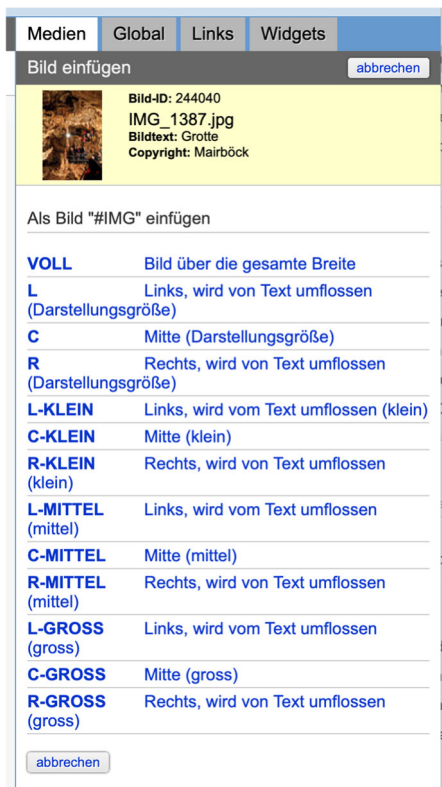 Medien Global Links Widgets
Bild einfügen abbrechen
Bild-ID: 244040
IMG_1387.jpg
Bildtext: Grotte
Copyright: Mairböck
Als Bild "#IMG" einfügen
VOLL Bild über die gesamte Breite
L Links, wird von Text umflossen
(Darstellungsgröße)
C Mitte (Darstellungsgröße)
R Rechts, wird von Text umflossen
(Darstellungsgröße)
L-KLEIN Links, wird vom Text umflossen (klein)
C-KLEIN Mitte (klein)
R-KLEIN Rechts, wird von Text umflossen
(klein)
L-MITTEL Links, wird vom Text umflossen
(mittel)
C-MITTEL Mitte (mittel)
R-MITTEL Rechts, wird von Text umflossen
(mittel)
L-GROSS Links, wird vom Text umflossen
(gross)
C-GROSS Mitte (gross)
R-GROSS Rechts, wird von Text umflossen
(gross)
abbrechen